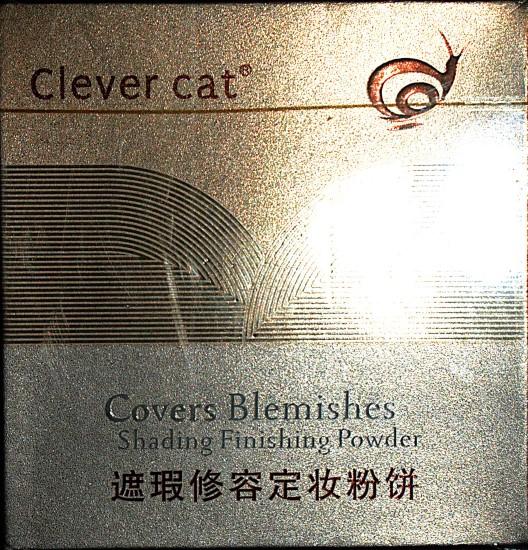 Clever cat®
Covers Blemishes
Shading Finishing Powder
遮瑕修容定妆粉饼